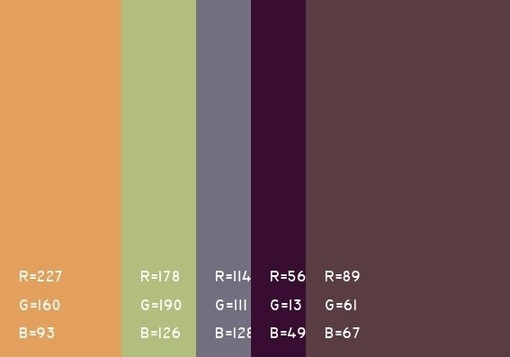 R=227 R=178 R=114 R=56 R=89
G=160 G=190 G=111 G=13 G=61
B=93 B=126 B=128 B=49 B=67